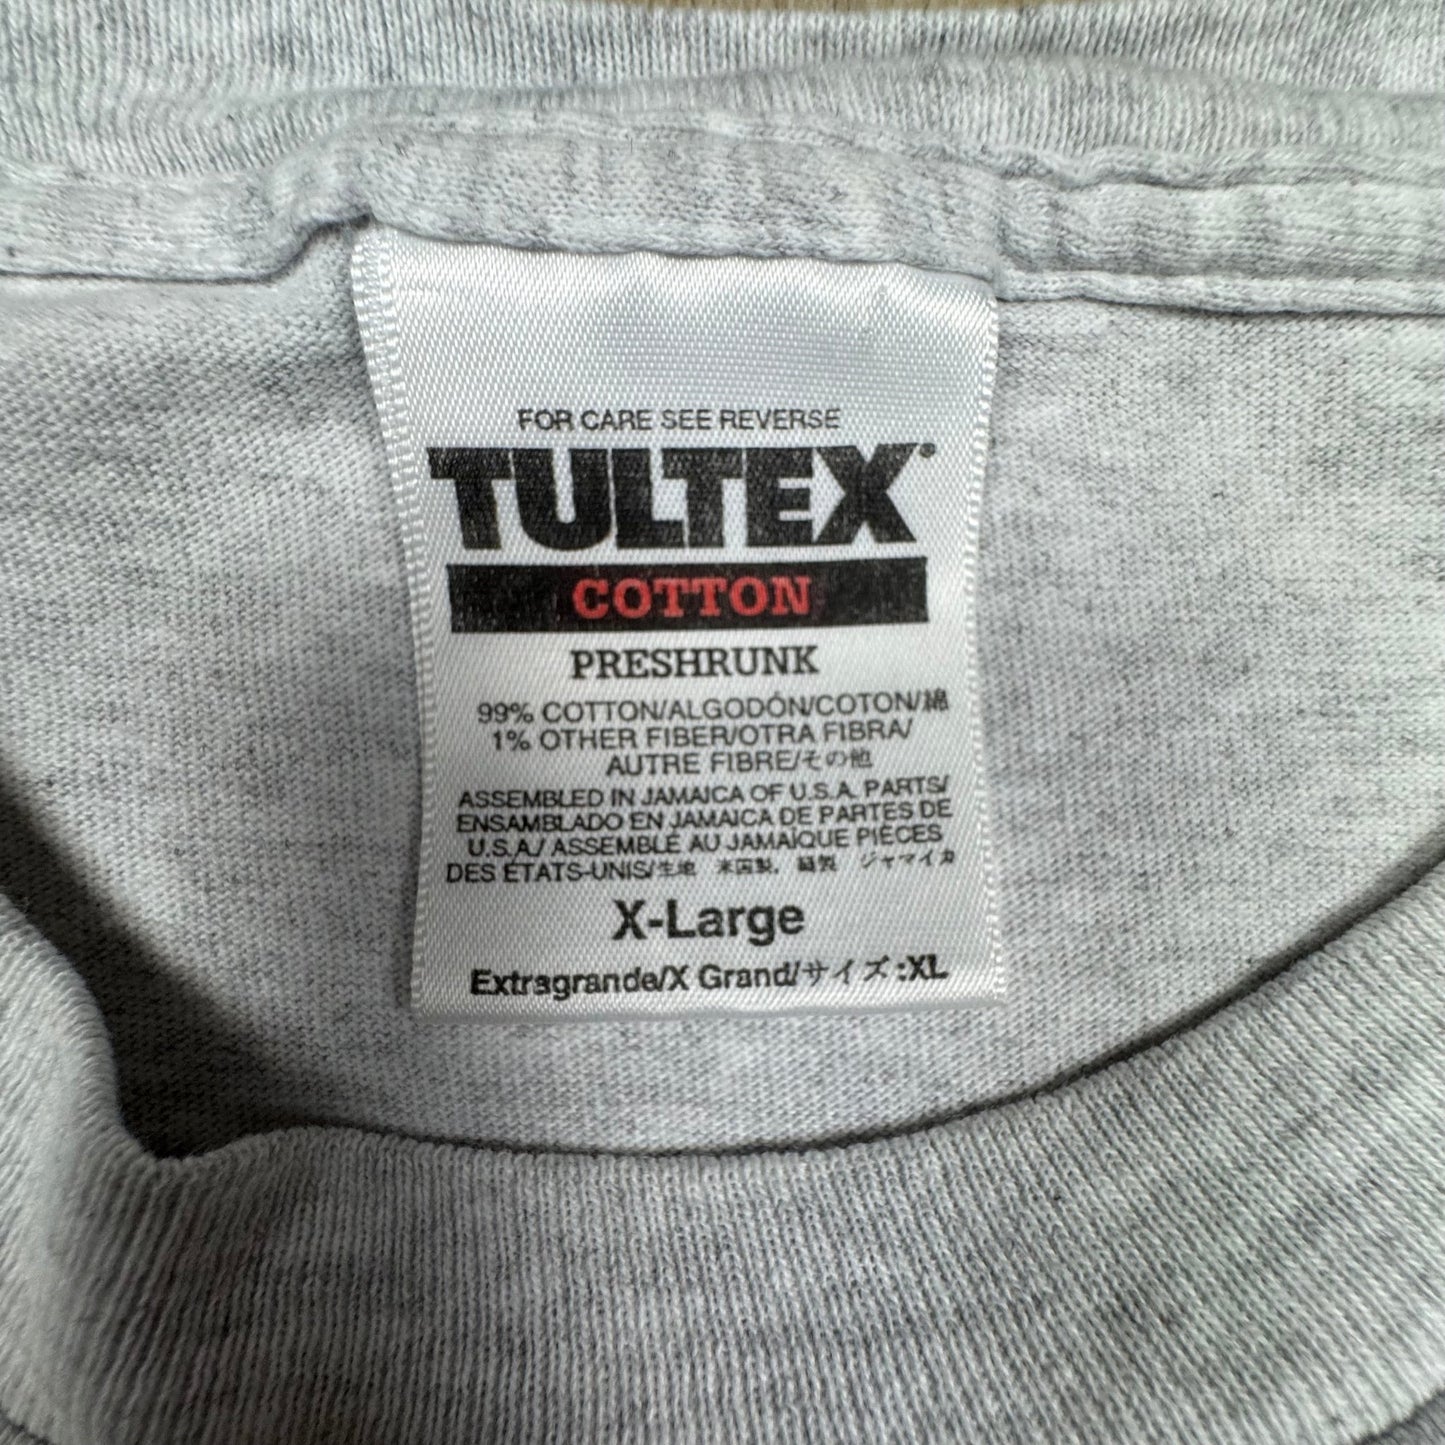 FOR CARE SEE REVERSE
TULTEX®
COTTON
PRESHRUNK
99% COTTON/ALGODÓN/COTON/綿
1% OTHER FIBER/OTRA FIBRA/
AUTRE FIBRE/その他
ASSEMBLED IN JAMAICA OF U.S.A. PARTS/
ENSAMBLADO EN JAMAICA DE PARTES DE
U.S.A./ ASSEMBLÉ AU JAMAÏQUE PIÈCES
DES ÉTATS-UNIS/生地 米国製, 縫製 ジャマイカ
X-Large
Extragrande/X Grand/サイズ:XL